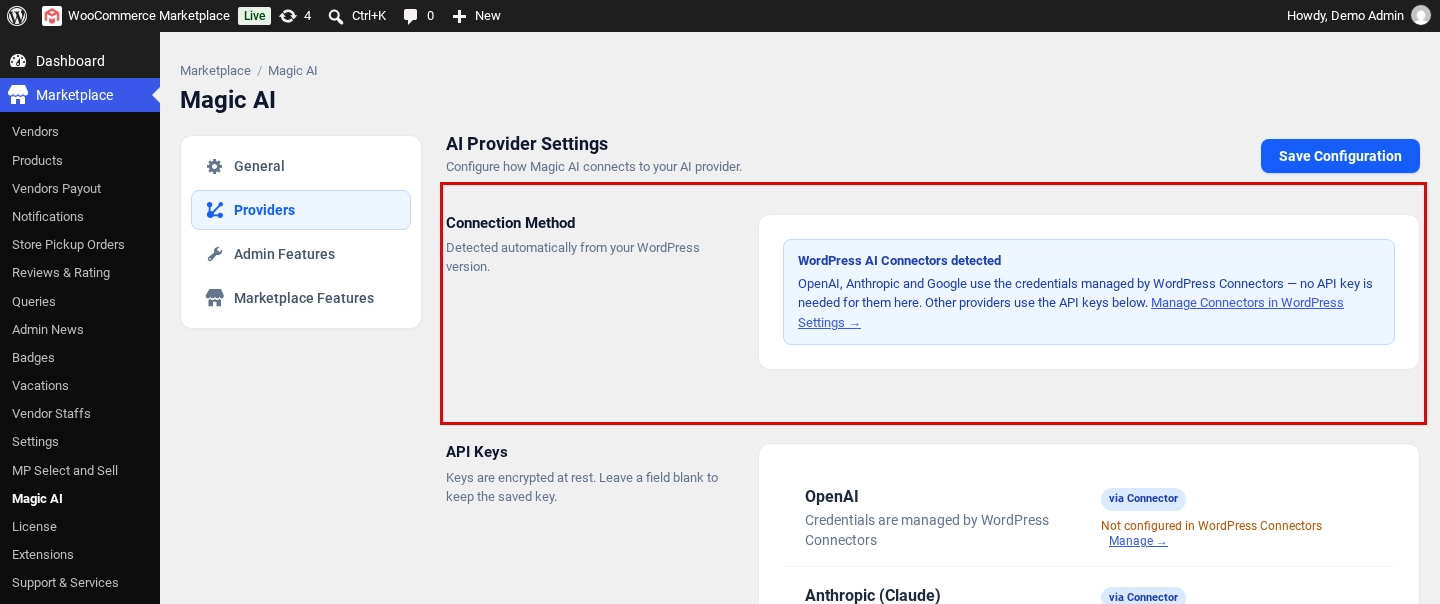 WooCommerce Marketplace Live 4 Ctrl+K 0 New Howdy, Demo Admin
Dashboard
Marketplace
Vendors
Products
Vendors Payout
Notifications
Store Pickup Orders
Reviews & Rating
Queries
Admin News
Badges
Vacations
Vendor Staffs
Settings
MP Select and Sell
Magic AI
License
Extensions
Support & Services
Marketplace / Magic AI
Magic AI
General
Providers
Admin Features
Marketplace Features
AI Provider Settings
Configure how Magic AI connects to your AI provider.
Save Configuration
Connection Method
Detected automatically from your WordPress
version.
WordPress AI Connectors detected
OpenAI, Anthropic and Google use the credentials managed by WordPress Connectors — no API key is
needed for them here. Other providers use the API keys below. Manage Connectors in WordPress
Settings →
API Keys
Keys are encrypted at rest. Leave a field blank to
keep the saved key.
OpenAI
Credentials are managed by WordPress
Connectors
via Connector
Not configured in WordPress Connectors
Manage →
Anthropic (Claude)
via Connector